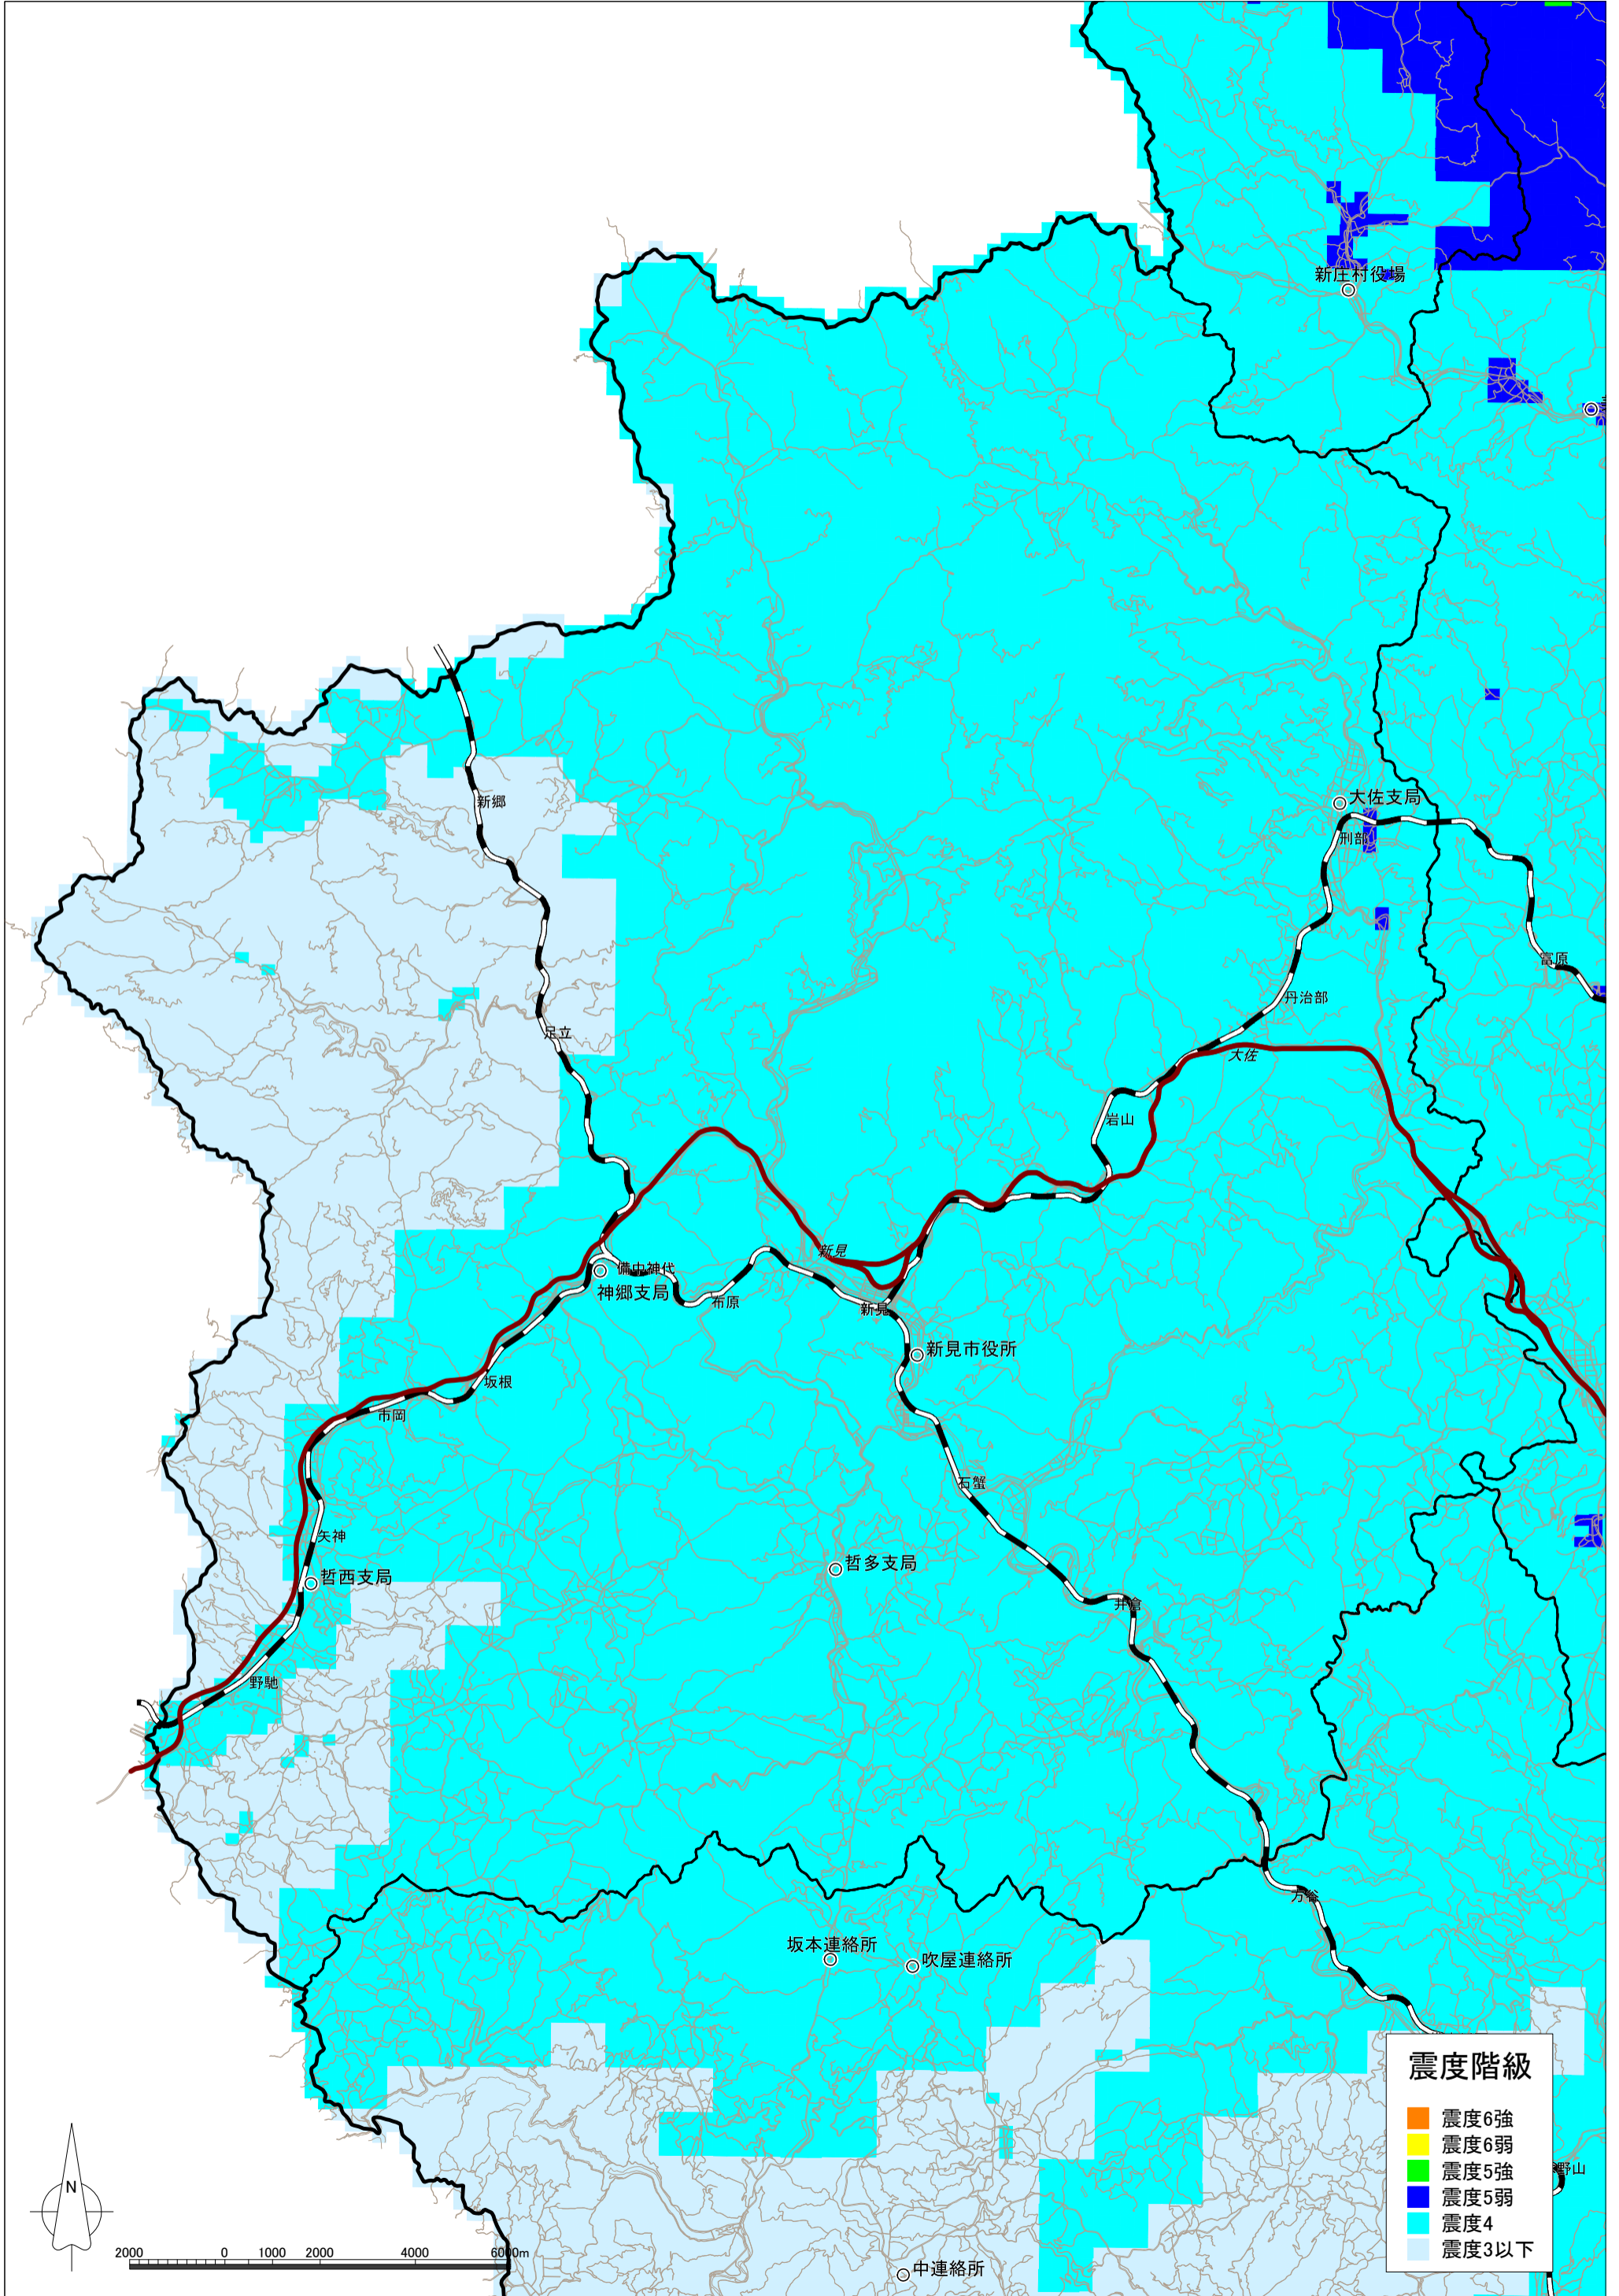 新庄村役場
新郷
大佐支局
刑部
富原
丹治部
足立
大佐
岩山
新見
備中神代
神郷支局
布原
新見
新見市役所
坂根
市岡
石蟹
矢神
哲多支局
哲西支局
井倉
野馳
方谷
坂本連絡所
吹屋連絡所
震度階級
震度6強
震度6弱
震度5強
震度5弱
震度4
震度3以下
野山
N
2000 0 1000 2000 4000 6000m
中連絡所